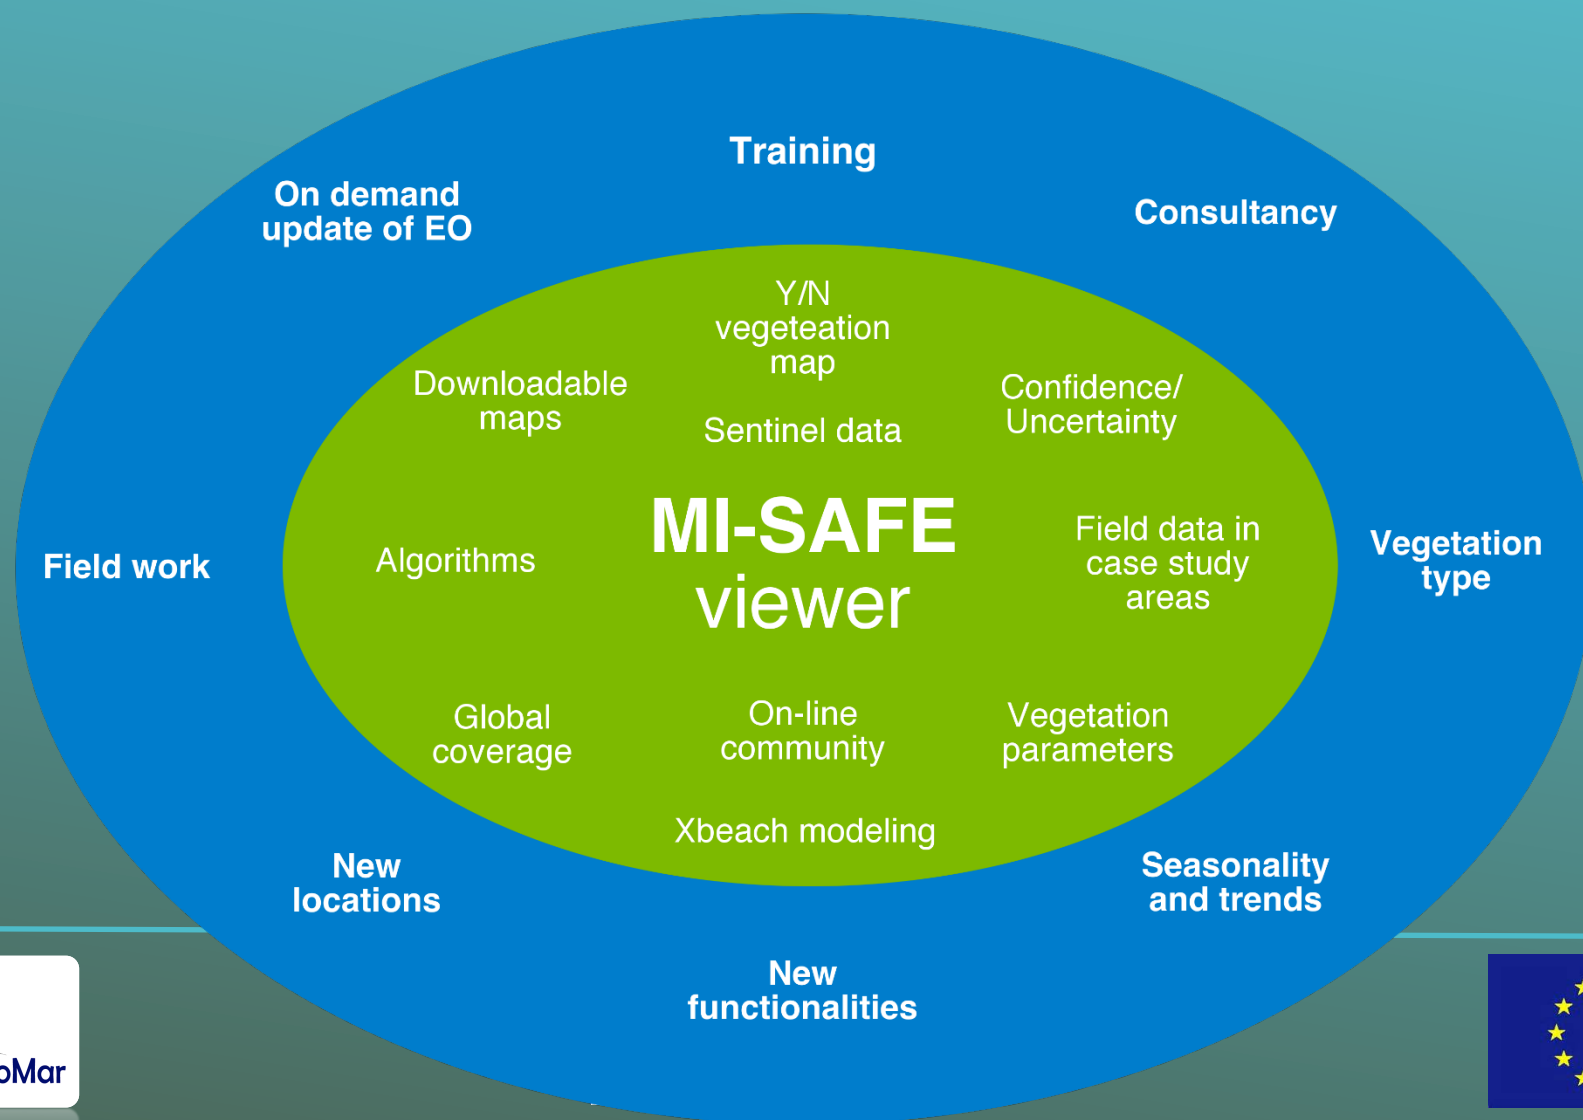 Training
On demand
update of EO
Consultancy
Y/N
vegeteation
map
Downloadable
maps
Confidence/
Uncertainty
Sentinel data
MI-SAFE
viewer
Field work
Algorithms
Field data in
case study
areas
Vegetation
type
Global
coverage
On-line
community
Vegetation
parameters
Xbeach modeling
New
locations
Seasonality
and trends
New
functionalities
oMar